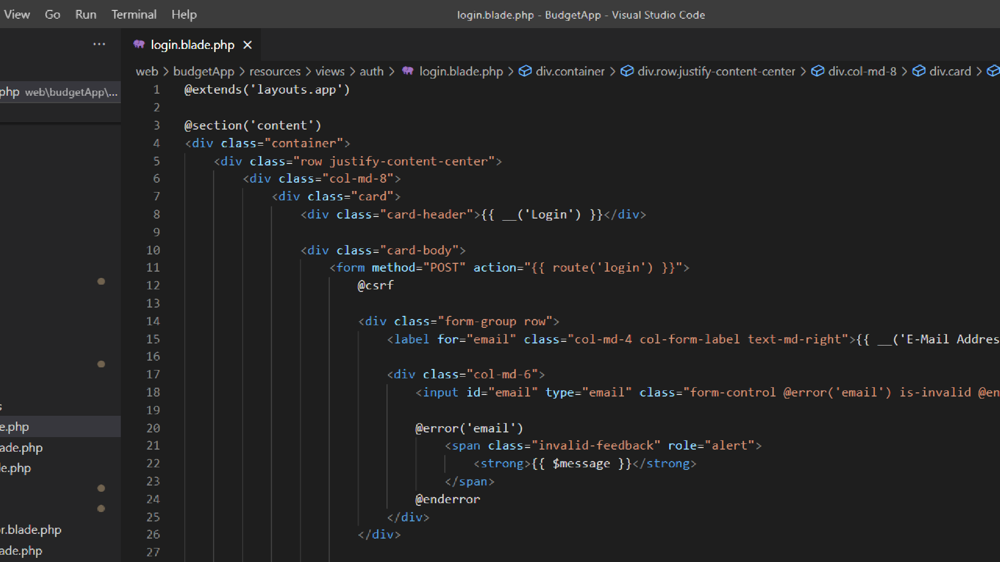 View Go Run Terminal Help login.blade.php - BudgetApp - Visual Studio Code
... login.blade.php ×
web > budgetApp > resources > views > auth > login.blade.php > div.container > div.row.justify-content-center > div.col-md-8 > div.card >
php web\budgetApp\...
1 @extends('layouts.app')
2
3 @section('content')
4 <div class="container">
5 <div class="row justify-content-center">
6 <div class="col-md-8">
7 <div class="card">
8 <div class="card-header">{{ __('Login') }}</div>
9
10 <div class="card-body">
11 <form method="POST" action="{{ route('login') }}">
12 @csrf
13
14 <div class="form-group row">
15 <label for="email" class="col-md-4 col-form-label text-md-right">{{ __('E-Mail Addres
16
17 <div class="col-md-6">
18 <input id="email" type="email" class="form-control @error('email') is-invalid @en
19
20 @error('email')
21 <span class="invalid-feedback" role="alert">
22 <strong>{{ $message }}</strong>
23 </span>
24 @enderror
25 </div>
26 </div>
27
s
e.php
ade.php
le.php
or.blade.php
ade.php